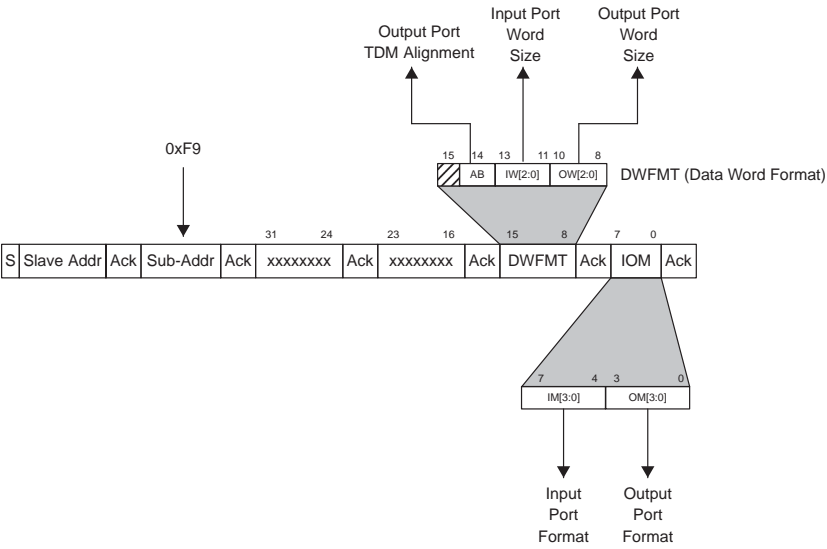 Input Port
Word
Size
Output Port
Word
Size
Output Port
TDM Alignment
0xF9
15 14 13 11 10 8
AB IW[2:0] OW[2:0] DWFMT (Data Word Format)
31 24 23 16 15 8 7 0
S Slave Addr Ack Sub-Addr Ack xxxxxxxx Ack xxxxxxxx Ack DWFMT Ack IOM Ack
7 4 3 0
IM[3:0] OM[3:0]
Input
Port
Format
Output
Port
Format